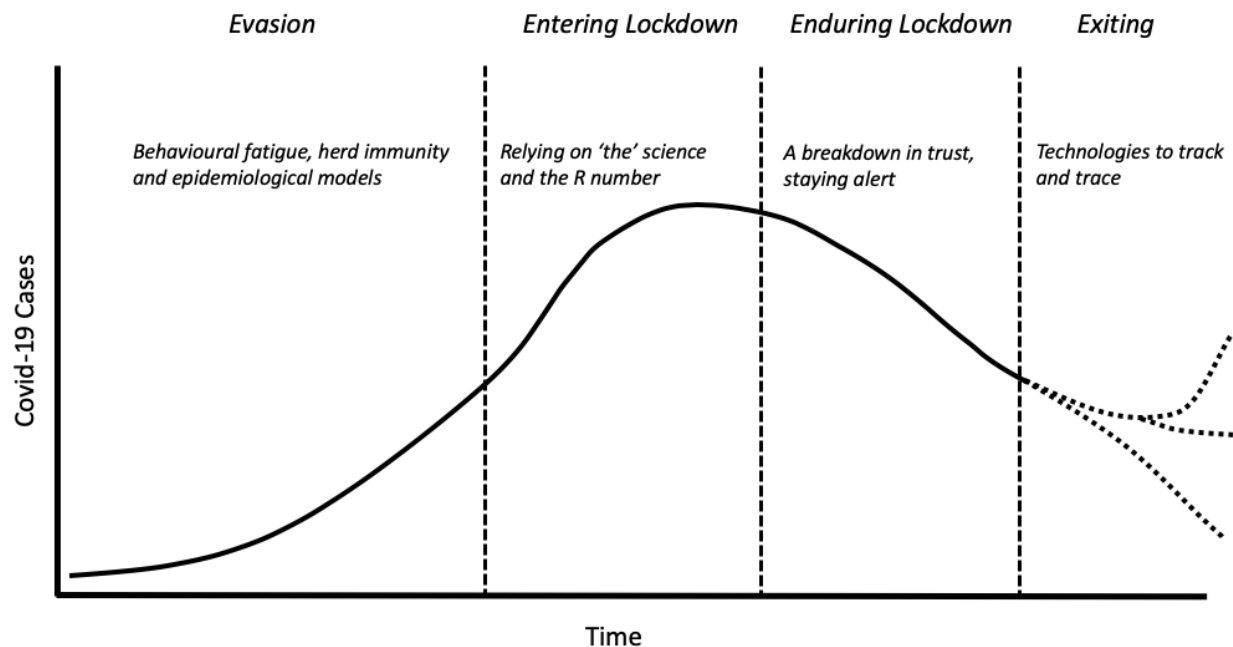 Evasion
Entering Lockdown
Enduring Lockdown
Exiting
Behavioural fatigue, herd immunity
and epidemiological models
Relying on ‘the’ science
and the R number
A breakdown in trust,
staying alert
Technologies to track
and trace
Covid-19 Cases
Time